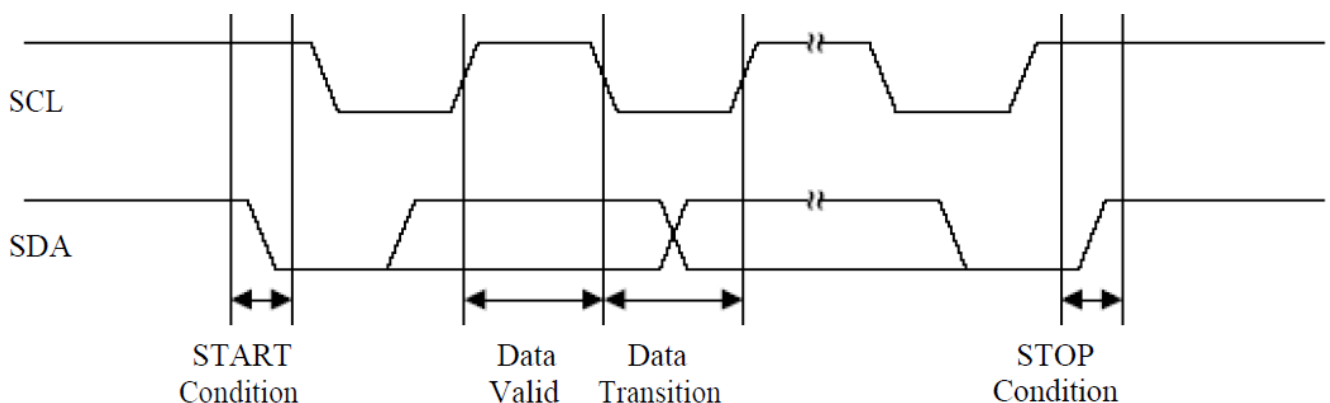 SCL
SDA
START
Condition
Data
Valid
Data
Transition
STOP
Condition